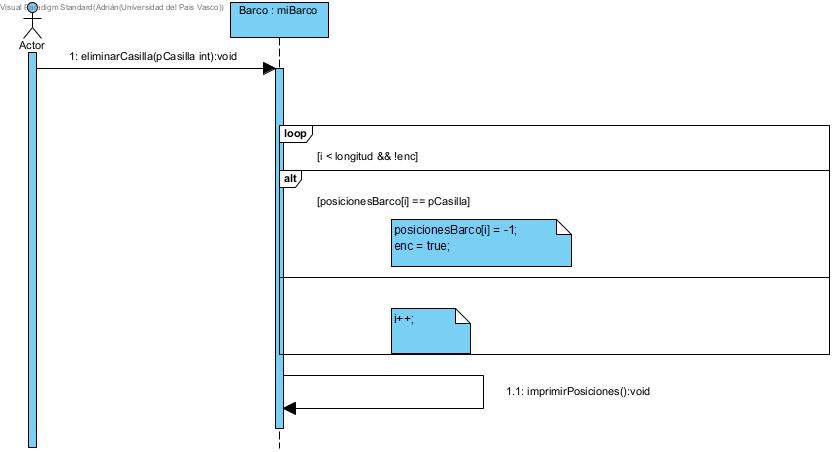 Visual Paradigm Standard(Adrián(Universidad del Pais Vasco))
Barco : miBarco
Actor
1: eliminarCasilla(pCasilla int):void
loop
[i < longitud && !enc]
alt
[posicionesBarco[i] == pCasilla]
posicionesBarco[i] = -1;
enc = true;
i++;
1.1: imprimirPosiciones():void